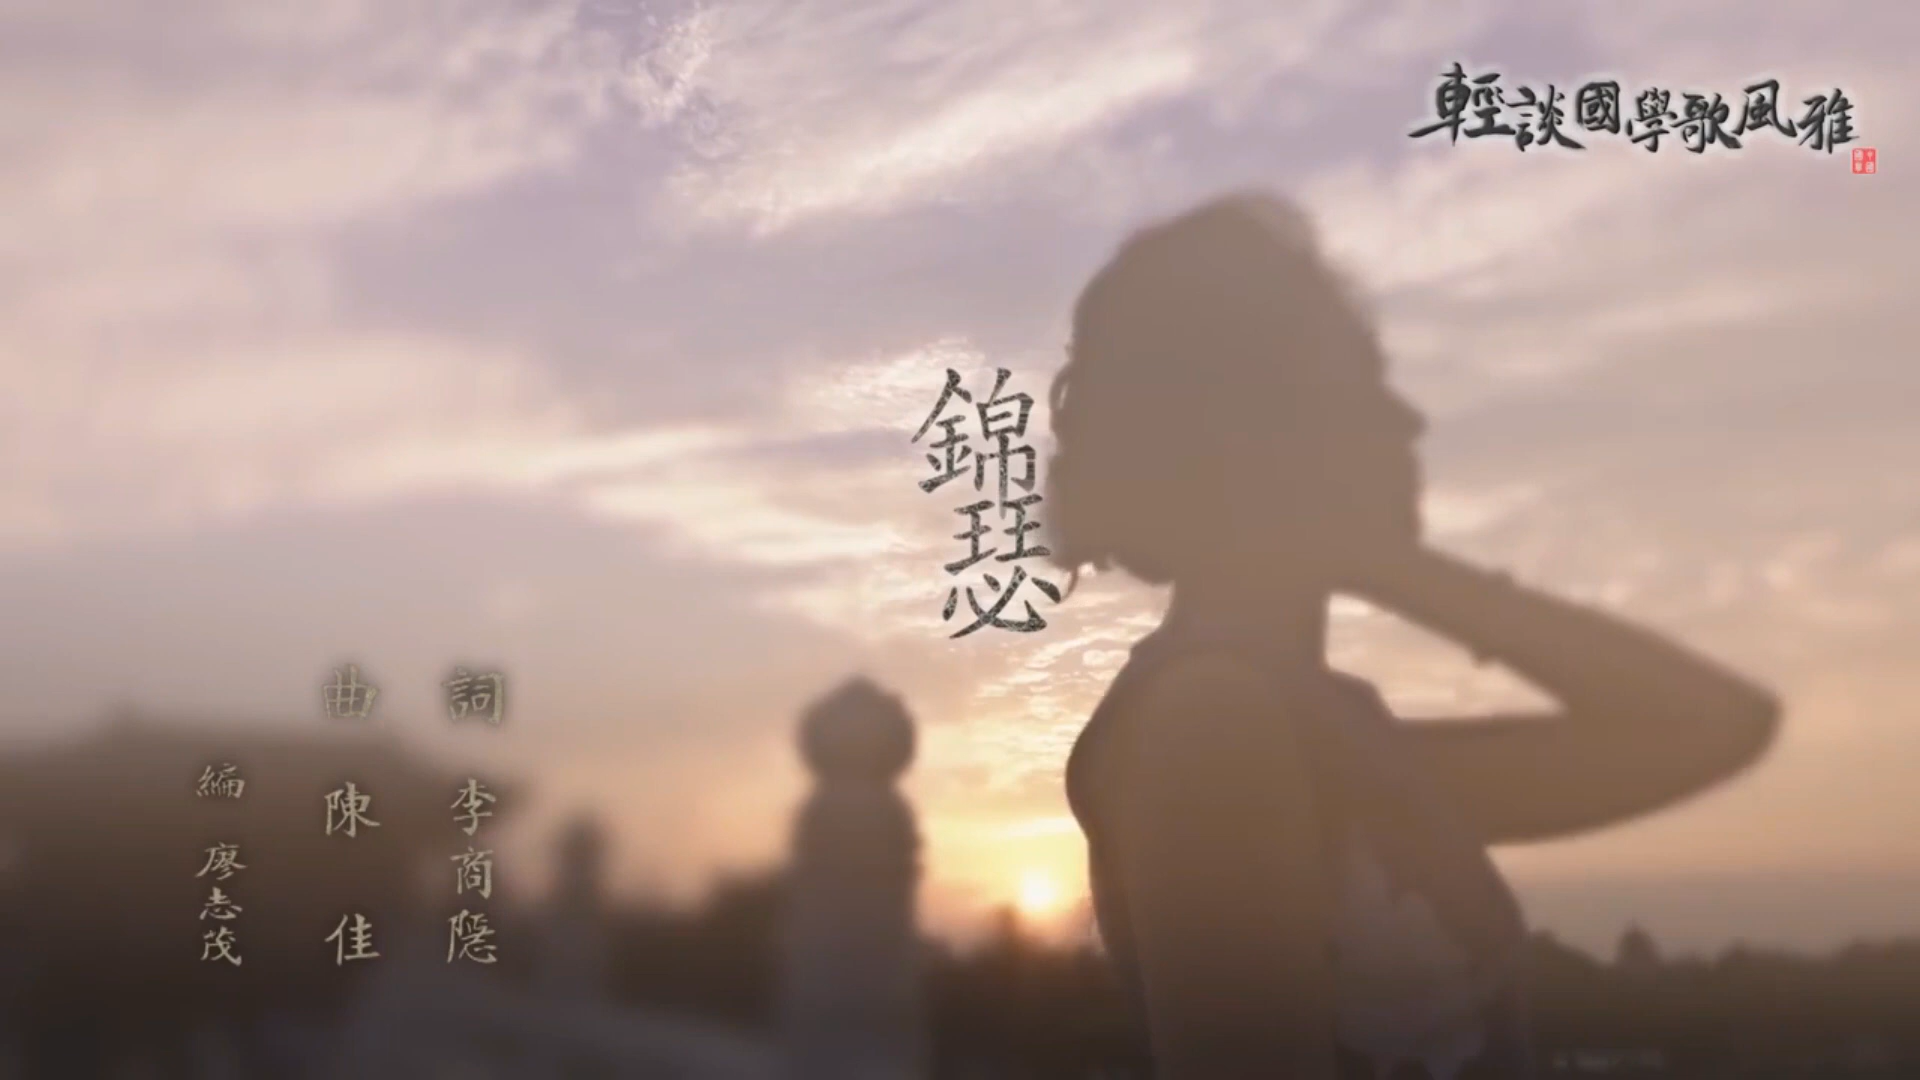 輕談國學歌風雅
錦瑟
詞 李商隱
曲 陳佳
編 廖志茂